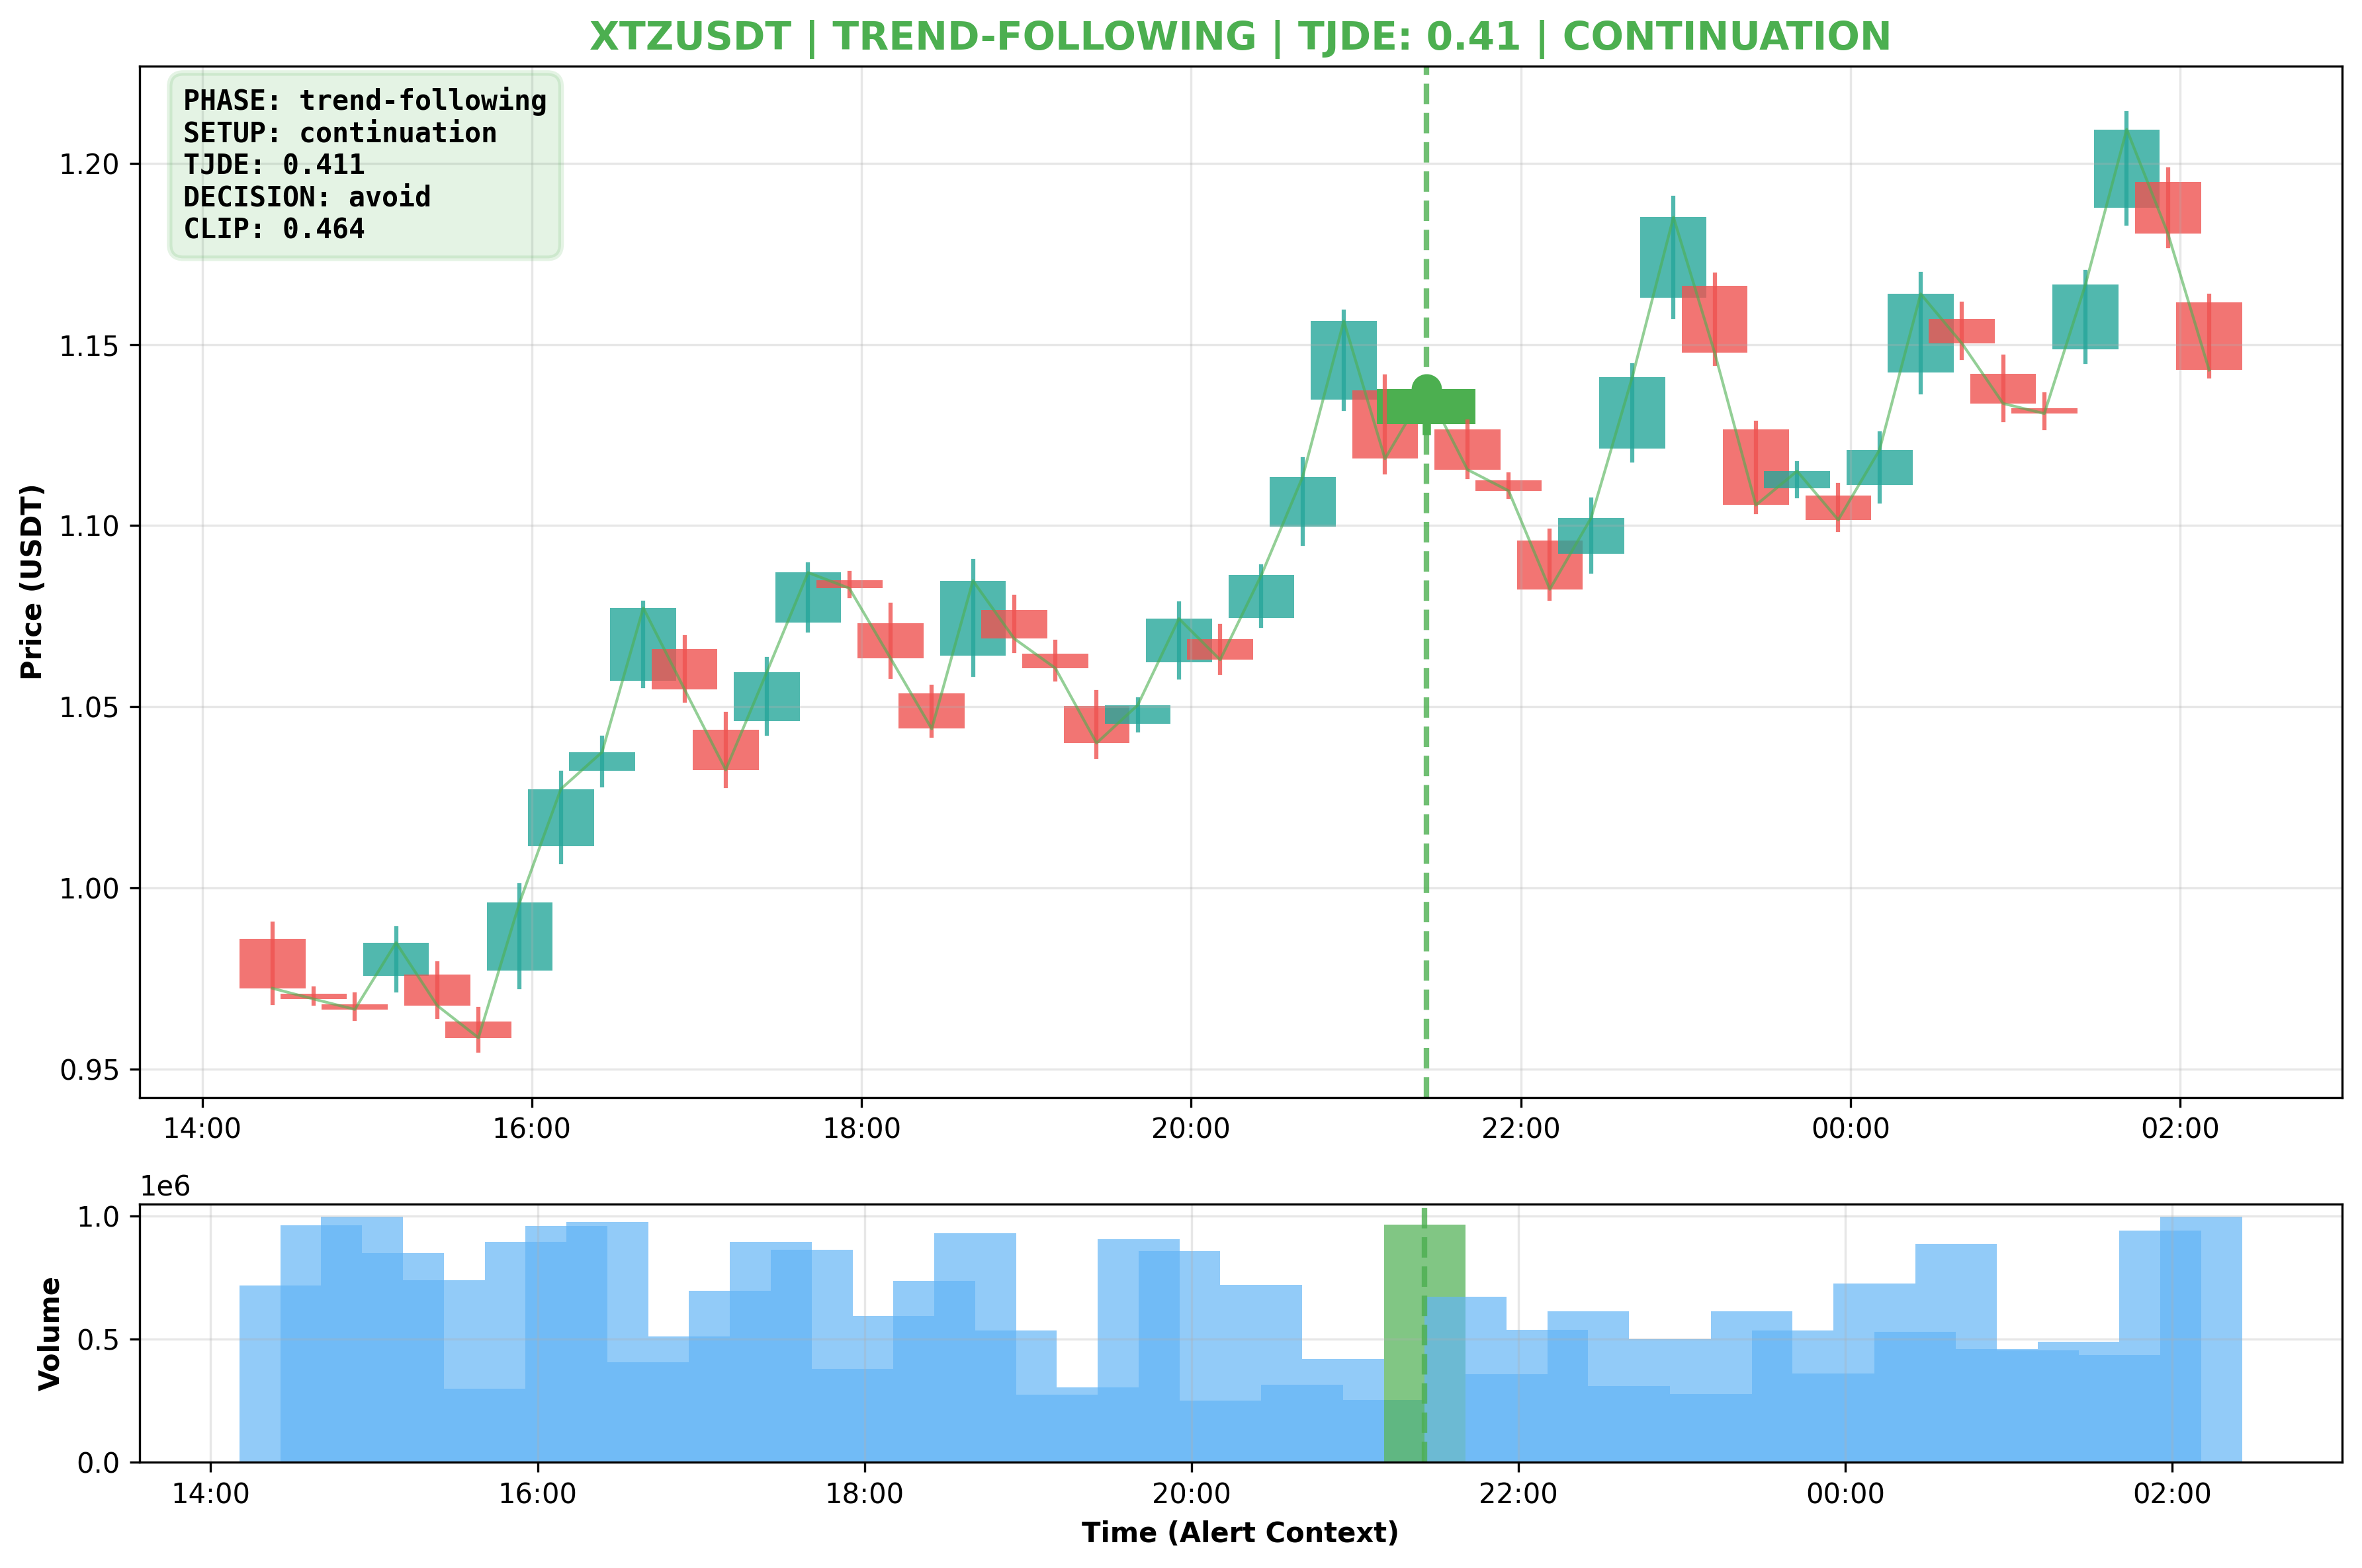 XTZUSDT | TREND-FOLLOWING | TJDE: 0.41 | CONTINUATION
PHASE: trend-following
SETUP: continuation
TJDE: 0.411
DECISION: avoid
CLIP: 0.464
Price (USDT)
1.20
1.15
1.10
1.05
1.00
0.95
14:00 16:00 18:00 20:00 22:00 00:00 02:00
1e6
Volume
1.0
0.5
0.0
14:00 16:00 18:00 20:00 22:00 00:00 02:00
Time (Alert Context)